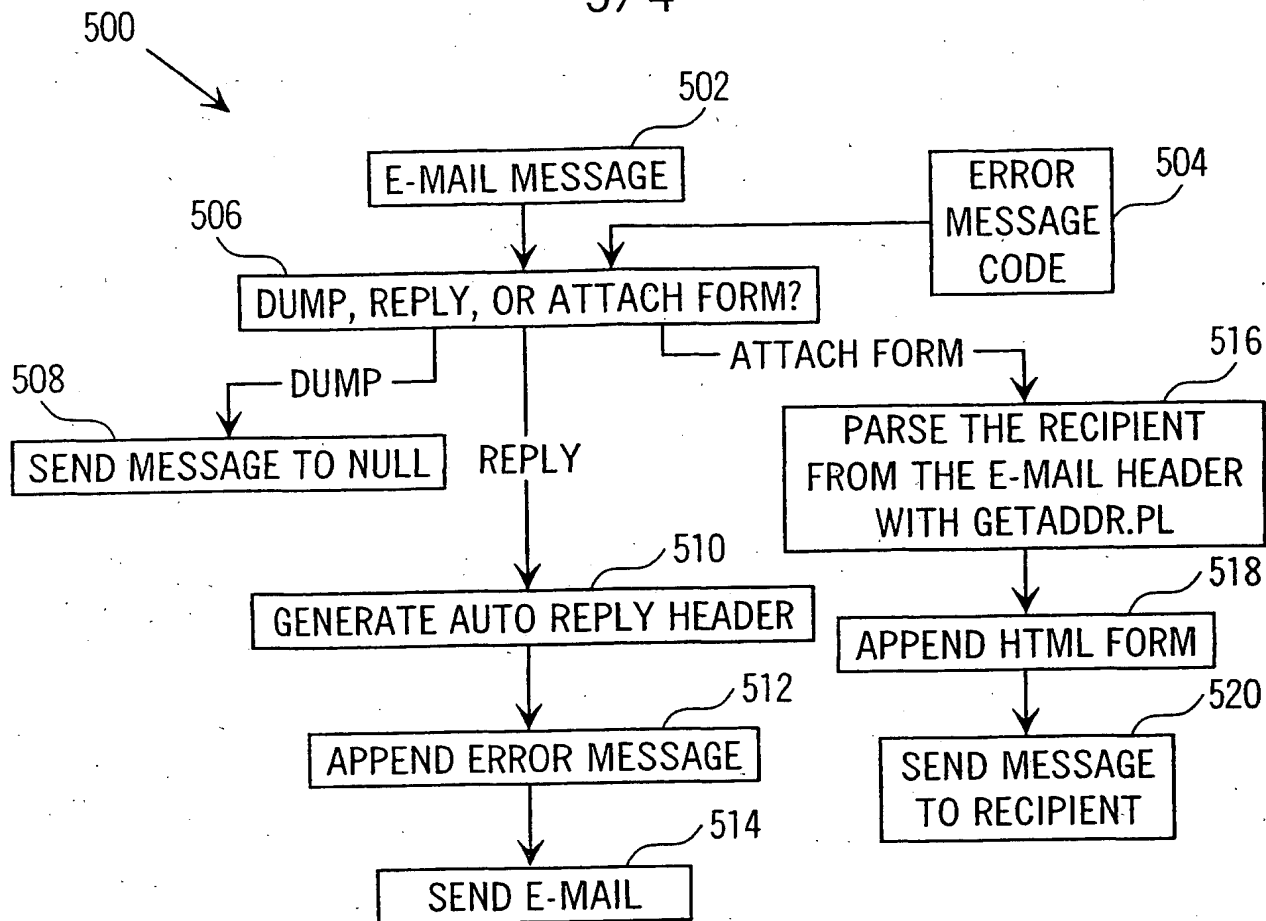 3/4
500
502
E-MAIL MESSAGE
ERROR
MESSAGE
CODE
504
506
DUMP, REPLY, OR ATTACH FORM?
DUMP
REPLY
ATTACH FORM
508
SEND MESSAGE TO NULL
516
PARSE THE RECIPIENT
FROM THE E-MAIL HEADER
WITH GETADDR.PL
510
GENERATE AUTO REPLY HEADER
518
APPEND HTML FORM
512
APPEND ERROR MESSAGE
520
SEND MESSAGE
TO RECIPIENT
514
SEND E-MAIL